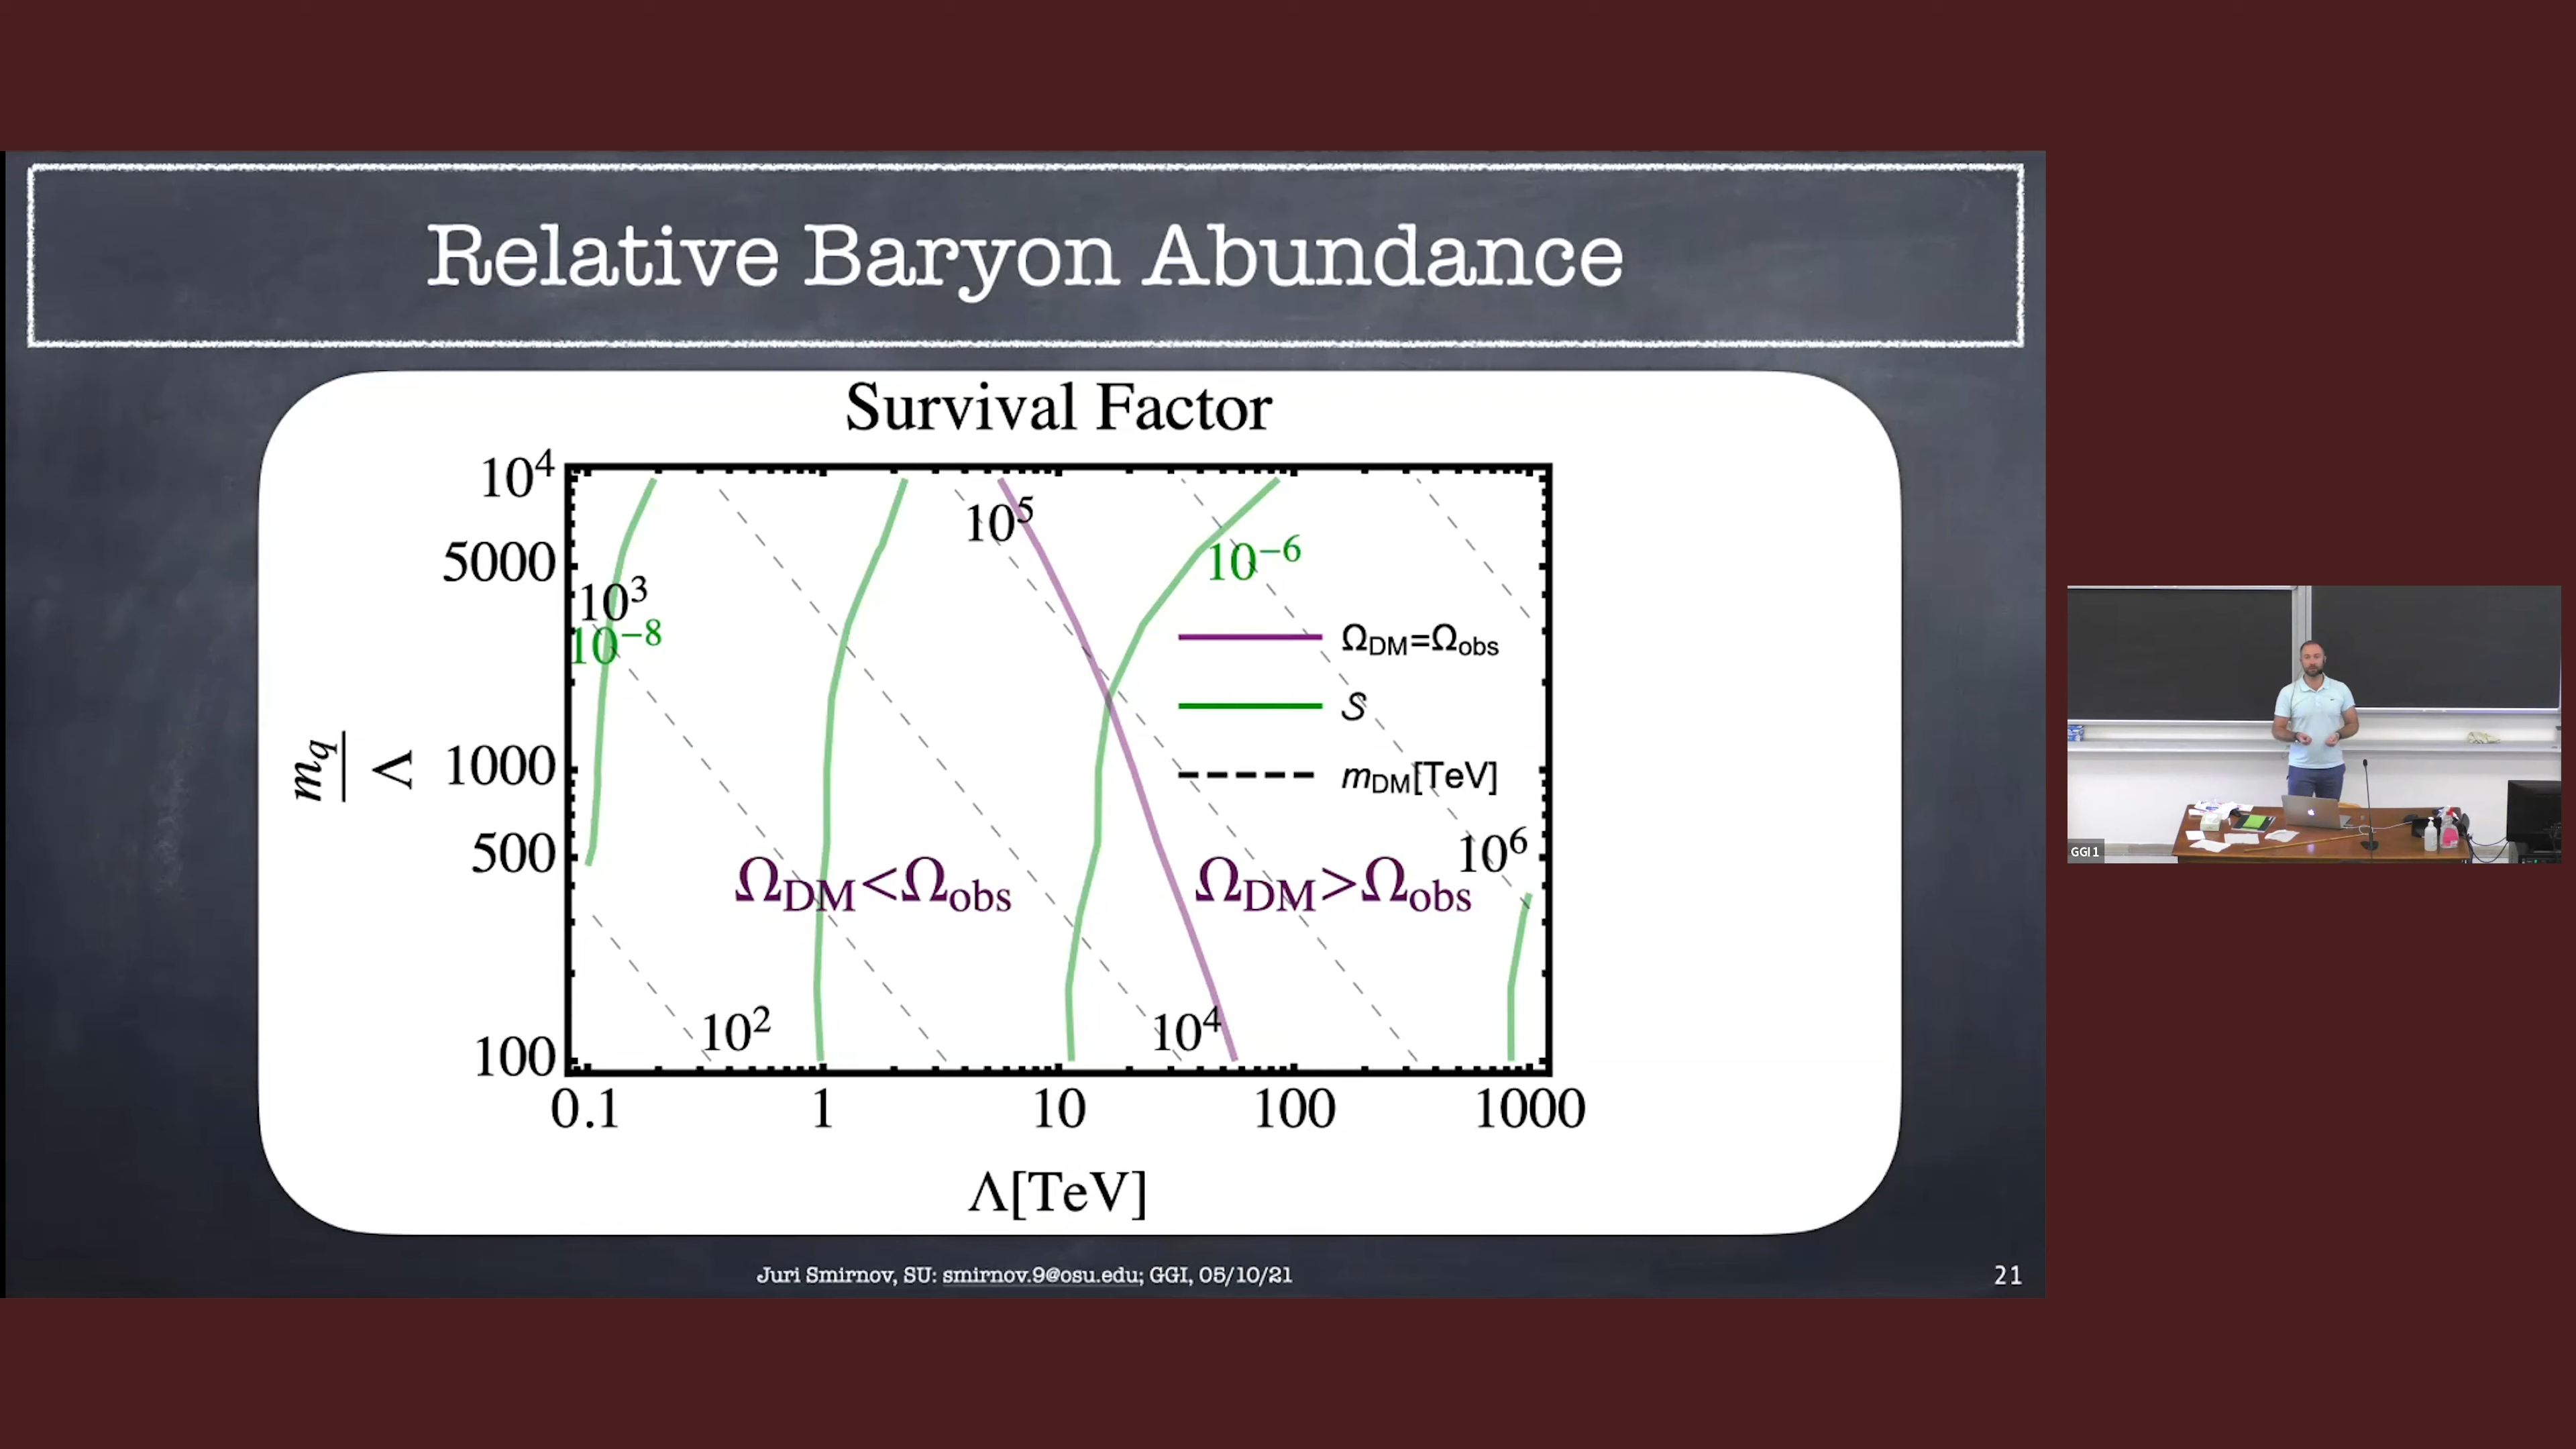 Relative Baryon Abundance
Survival Factor
10⁴
5000
1000
500
100
m_q/Λ
10⁵
10⁻⁶
10³
10⁻⁸
Ω_DM=Ω_obs
S
m_DM[TeV]
10⁶
Ω_DM<Ω_obs
Ω_DM>Ω_obs
10²
10⁴
0.1 1 10 100 1000
Λ[TeV]
Juri Smirnov, SU: smirnov.9@osu.edu; GGI, 05/10/21
21
GGI 1